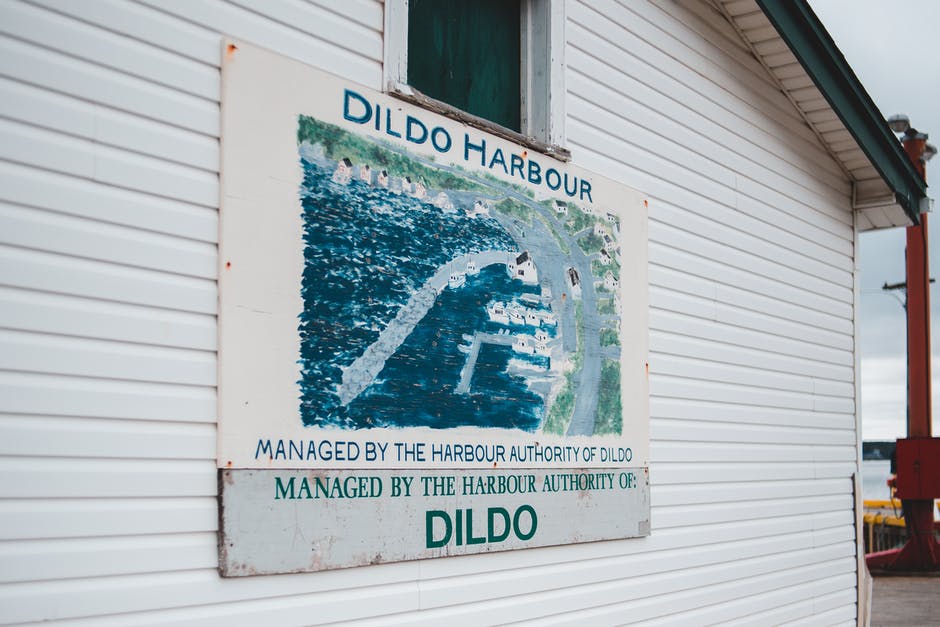 DILDO HARBOUR
MANAGED BY THE HARBOUR AUTHORITY OF DILDO
MANAGED BY THE HARBOUR AUTHORITY OF:
DILDO